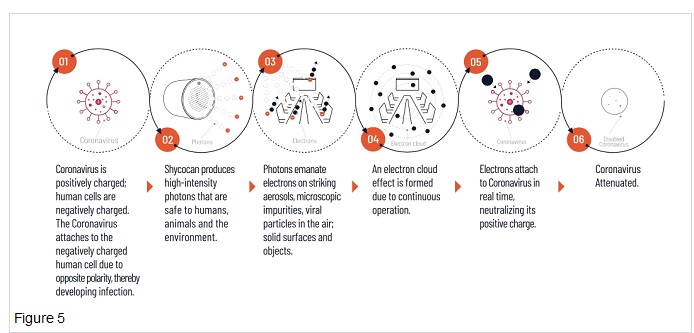 01
Coronavirus
02
Photons
03
Electrons
04
Electron cloud
05
Coronavirus
06
Disabled
Coronavirus
Coronavirus is
positively charged;
human cells are
negatively charged.
The Coronavirus
attaches to the
negatively charged
human cell due to
opposite polarity, thereby
developing infection.
Shycocan produces
high-intensity
photons that are
safe to humans,
animals and the
environment.
Photons emanate
electrons on striking
aerosols, microscopic
impurities, viral
particles in the air;
solid surfaces and
objects.
An electron cloud
effect is formed
due to continuous
operation.
Electrons attach
to Coronavirus in
real time,
neutralizing its
positive charge.
Coronavirus
Attenuated.
Figure 5